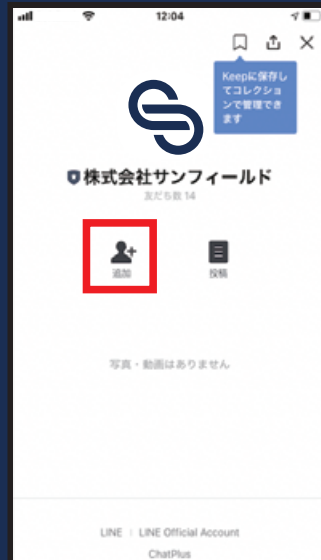 12:04
Keepに保存し
てコレクショ
ンで管理でき
ます
株式会社サンフィールド
友だち数 14
追加
投稿
写真・動画はありません
LINE | LINE Official Account
ChatPlus